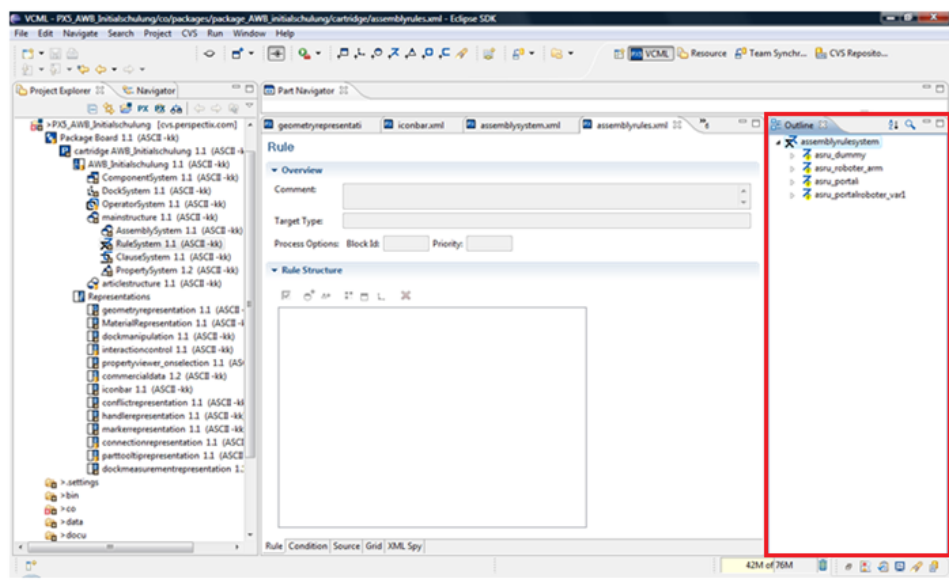 VCML - PX5_AWB_Initialschulung/co/packages/package_AWB_initialschulung/cartridge/assemblyrules.xml - Eclipse SDK
File Edit Navigate Search Project CVS Run Window Help
VCML Resource Team Synchr... CVS Reposito...
Project Explorer Navigator
Part Navigator
>PX5_AWB_Initialschulung [cvs.perspectix.com]
Package Board 1.1 (ASCII -kk)
cartridge AWB_Initialschulung 1.1 (ASCII -k
AWB_Initialschulung 1.1 (ASCII -kk)
ComponentSystem 1.1 (ASCII -kk)
DockSystem 1.1 (ASCII -kk)
OperatorSystem 1.1 (ASCII -kk)
mainstructure 1.1 (ASCII -kk)
AssemblySystem 1.1 (ASCII -kk)
RuleSystem 1.1 (ASCII -kk)
ClauseSystem 1.1 (ASCII -kk)
PropertySystem 1.2 (ASCII -kk)
articlestructure 1.1 (ASCII -kk)
Representations
geometryrepresentation 1.1 (ASCII -
MaterialRepresentation 1.1 (ASCII -k
dockmanipulation 1.1 (ASCII -kk)
interactioncontrol 1.1 (ASCII -kk)
propertyviewer_onselection 1.1 (AS
commercialdata 1.2 (ASCII -kk)
iconbar 1.1 (ASCII -kk)
conflictrepresentation 1.1 (ASCII -kk
handlerepresentation 1.1 (ASCII -kk
markerrepresentation 1.1 (ASCII -kk
connectionrepresentation 1.1 (ASCI
parttooltiprepresentation 1.1 (ASCI
dockmeasurementrepresentation 1.
>.settings
>bin
>co
>data
>docu
geometryrepresentati iconbar.xml assemblysystem.xml assemblyrules.xml
Rule
Overview
Comment:
Target Type:
Process Options: Block Id: Priority:
Rule Structure
Rule Condition Source Grid XML Spy
Outline
assemblyrulesystem
asru_dummy
asru_roboter_arm
asru_portal
asru_portalroboter_var1
42M of 76M